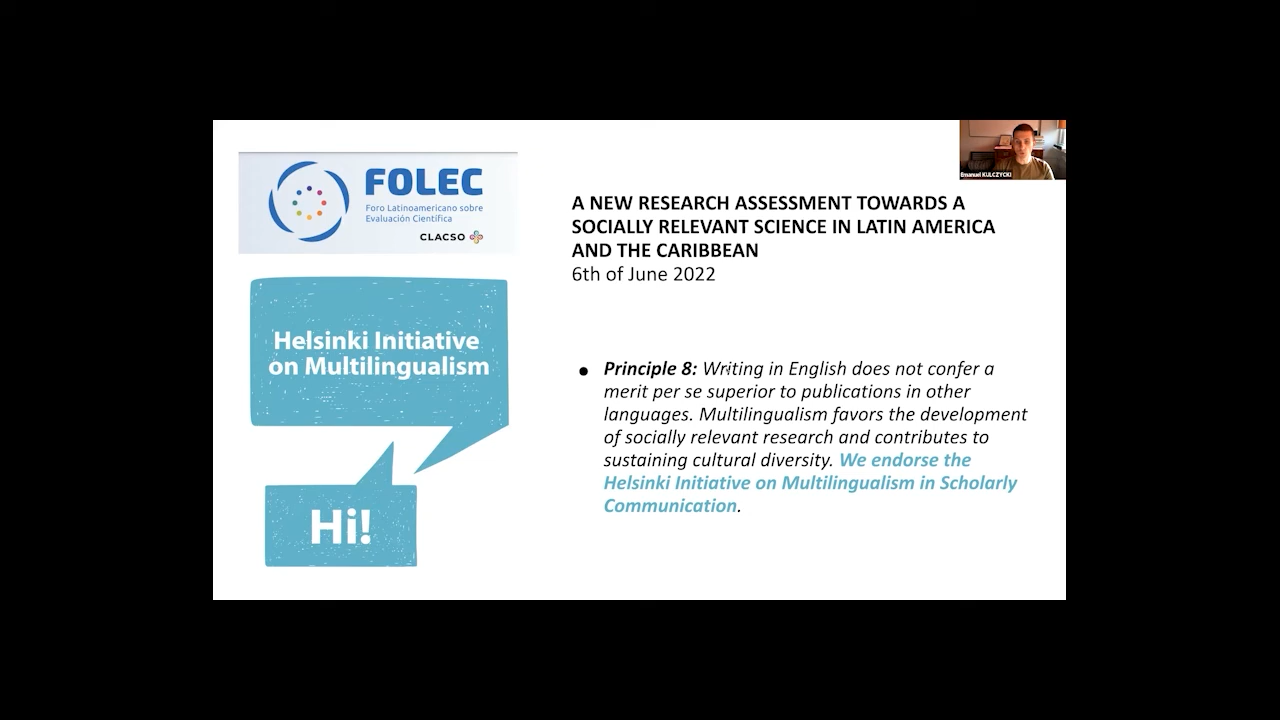 FOLEC
Foro Latinoamericano sobre
Evaluación Científica
CLACSO
Helsinki Initiative
on Multilingualism
Hi!
Emanuel KULCZYCKI
A NEW RESEARCH ASSESSMENT TOWARDS A
SOCIALLY RELEVANT SCIENCE IN LATIN AMERICA
AND THE CARIBBEAN
6th of June 2022
• Principle 8: Writing in English does not confer a
merit per se superior to publications in other
languages. Multilingualism favors the development
of socially relevant research and contributes to
sustaining cultural diversity. We endorse the
Helsinki Initiative on Multilingualism in Scholarly
Communication.